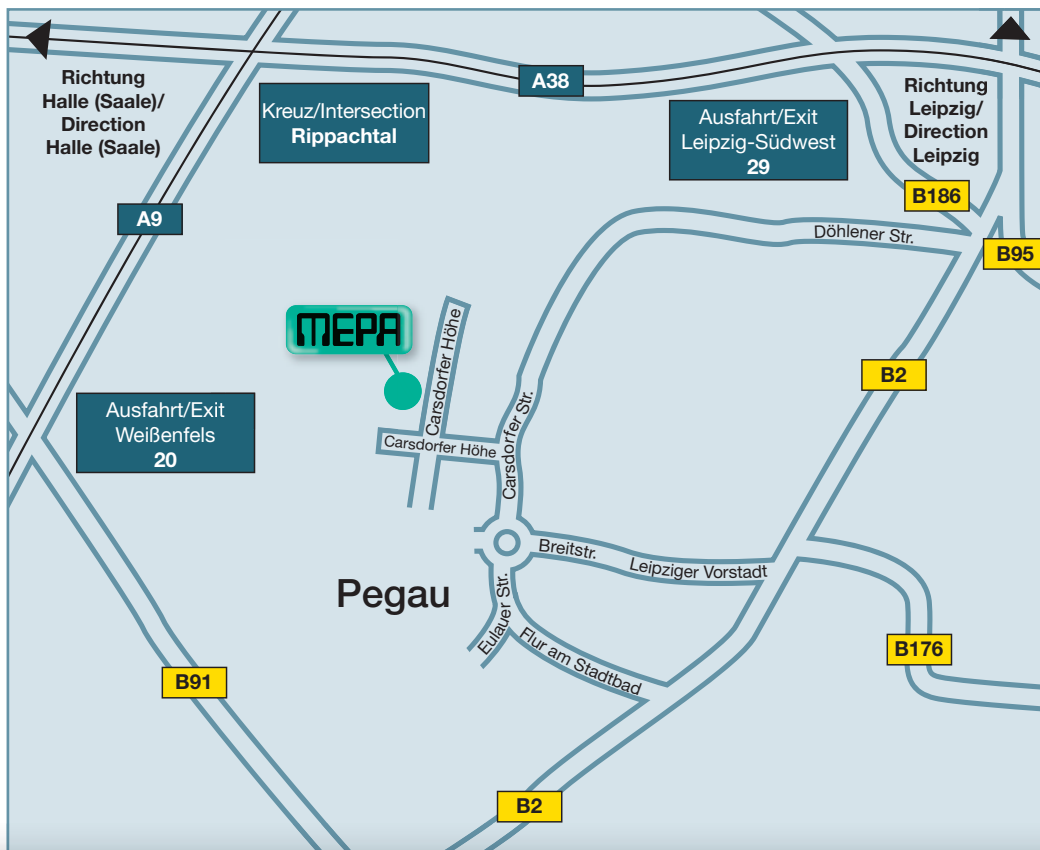 Richtung
Halle (Saale)/
Direction
Halle (Saale)
A38
Kreuz/Intersection
Rippachtal
Ausfahrt/Exit
Leipzig-Südwest
29
Richtung
Leipzig/
Direction
Leipzig
B186
A9
Döhlener Str.
B95
MEPA
Carsdorfer Höhe
B2
Ausfahrt/Exit
Weißenfels
20
Carsdorfer Höhe
Carsdorfer Str.
Breitstr.
Leipziger Vorstadt
Pegau
Eulauer Str.
Flur am Stadtbad
B176
B91
B2